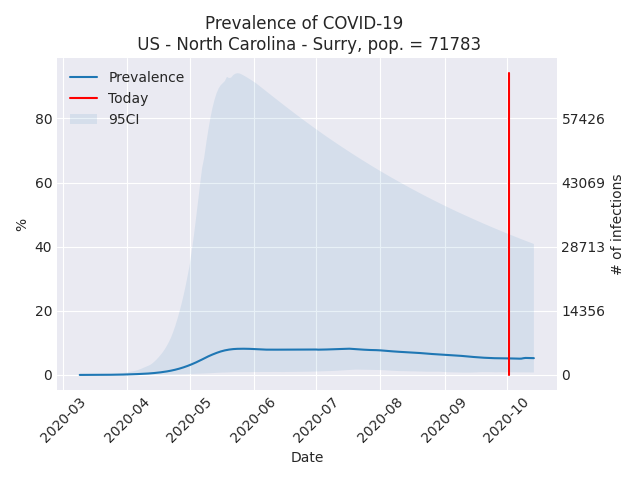 Prevalence of COVID-19
US - North Carolina - Surry, pop. = 71783
Prevalence
Today
95CI
%
80
60
40
20
0
57426
43069
28713
14356
0
# of infections
2020-03
2020-04
2020-05
2020-06
2020-07
2020-08
2020-09
2020-10
Date